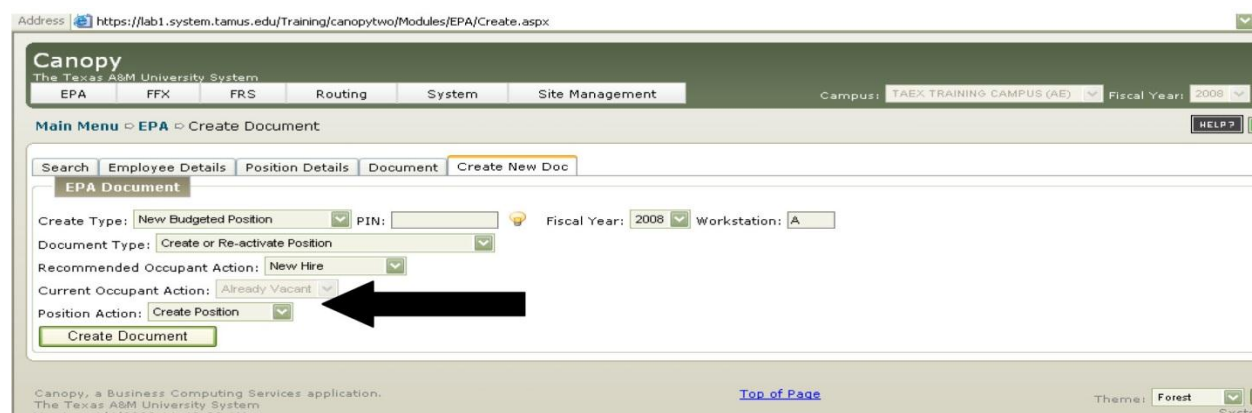 Address https://lab1.system.tamus.edu/Training/canopytwo/Modules/EPA/Create.aspx
Canopy
The Texas A&M University System
EPA FFX FRS Routing System Site Management Campus: TAEX TRAINING CAMPUS (AE) Fiscal Year: 2008
Main Menu EPA Create Document HELP?
Search Employee Details Position Details Document Create New Doc
EPA Document
Create Type: New Budgeted Position PIN: Fiscal Year: 2008 Workstation: A
Document Type: Create or Re-activate Position
Recommended Occupant Action: New Hire
Current Occupant Action: Already Vacant
Position Action: Create Position
Create Document
Canopy, a Business Computing Services application. Top of Page Theme: Forest
The Texas A&M University System